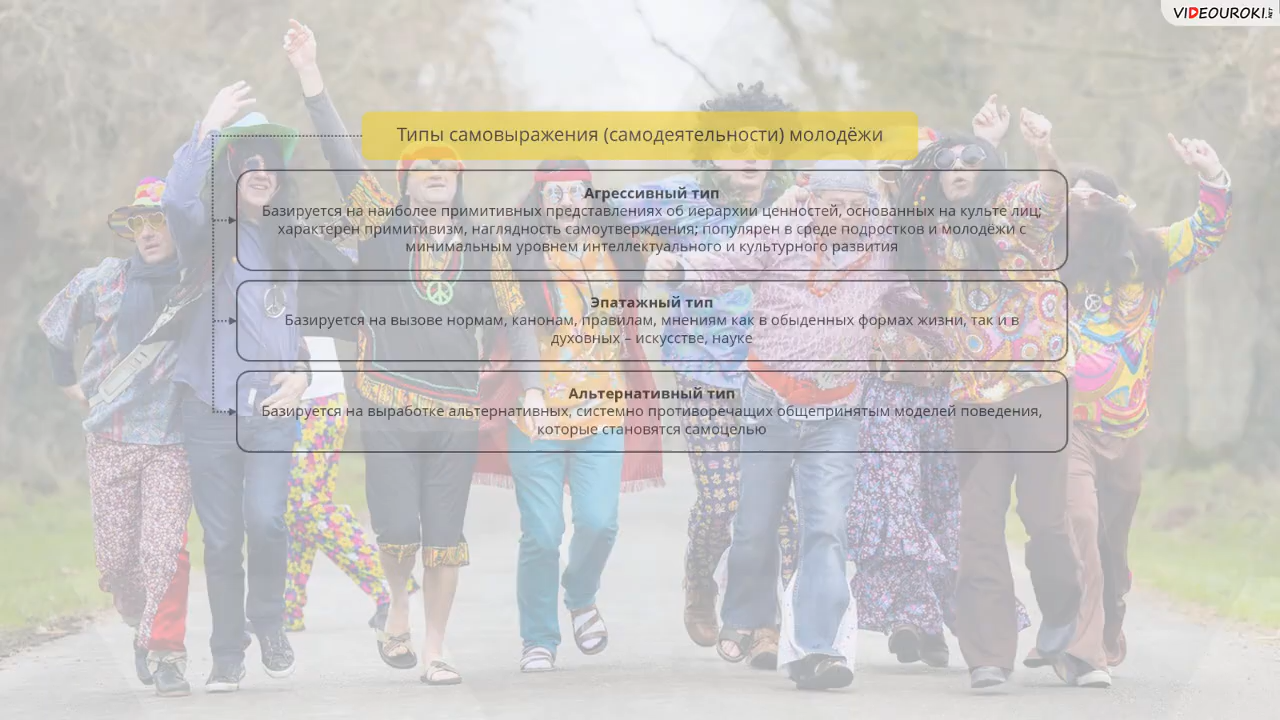 VIDEOUROKI.NET
Типы самовыражения (самодеятельности) молодёжи
Агрессивный тип
Базируется на наиболее примитивных представлениях об иерархии ценностей, основанных на культе лиц;
характерен примитивизм, наглядность самоутверждения; популярен в среде подростков и молодёжи с
минимальным уровнем интеллектуального и культурного развития
Эпатажный тип
Базируется на вызове нормам, канонам, правилам, мнениям как в обыденных формах жизни, так и в
духовных – искусстве, науке
Альтернативный тип
Базируется на выработке альтернативных, системно противоречащих общепринятым моделей поведения,
которые становятся самоцелью